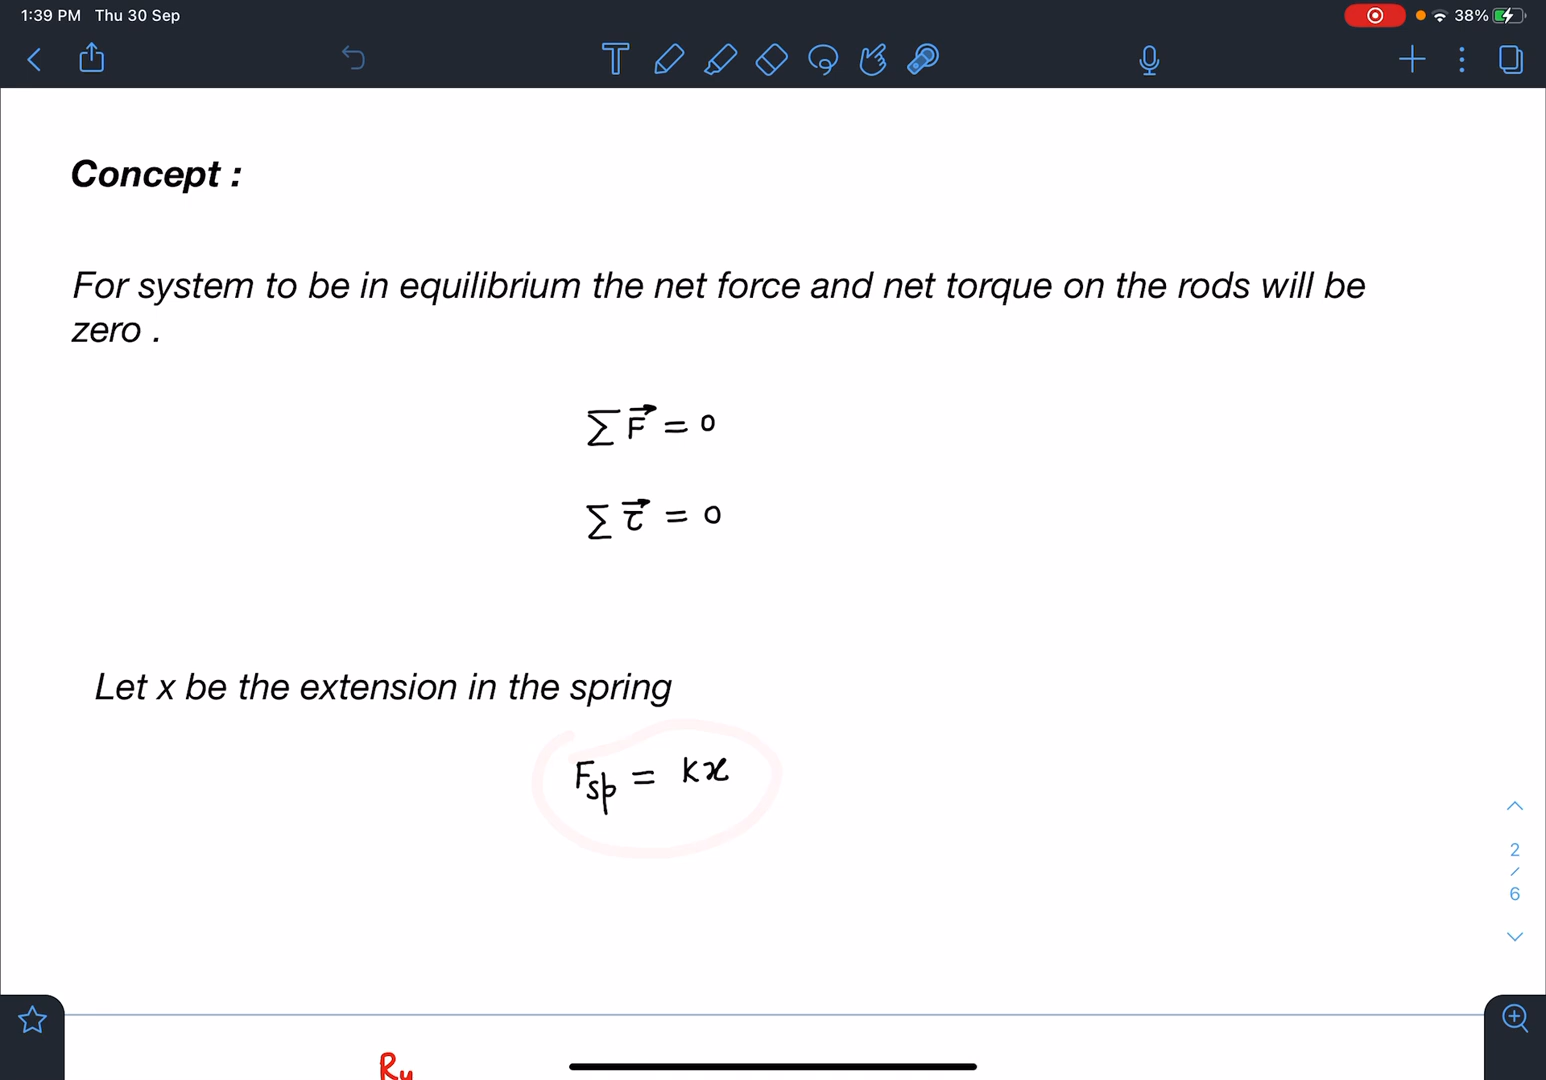 1:39 PM Thu 30 Sep
38%
Concept :
For system to be in equilibrium the net force and net torque on the rods will be
zero .
∑ F⃗ = 0
∑ τ⃗ = 0
Let x be the extension in the spring
Fsp = kx
2
/
6
Ry